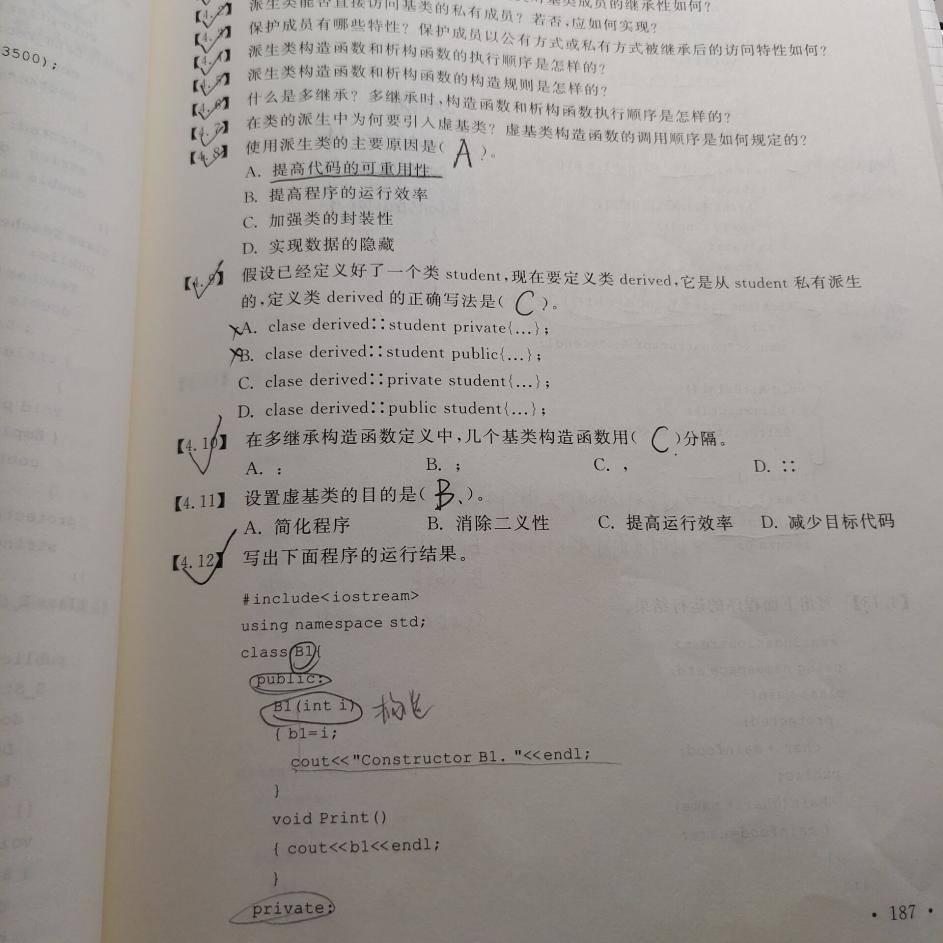 基类成员的继承性如何?
派生类能否直接访问基类的私有成员? 若否,应如何实现?
保护成员有哪些特性? 保护成员以公有方式或私有方式被继承后的访问特性如何?
【4.4】 派生类构造函数和析构函数的执行顺序是怎样的?
【4.5】 派生类构造函数和析构函数的构造规则是怎样的?
【4.6】 什么是多继承? 多继承时,构造函数和析构函数执行顺序是怎样的?
【4.7】 在类的派生中为何要引入虚基类? 虚基类构造函数的调用顺序是如何规定的?
【4.8】 使用派生类的主要原因是( A )。
3500);
A. 提高代码的可重用性
B. 提高程序的运行效率
C. 加强类的封装性
D. 实现数据的隐藏
【4.9】 假设已经定义好了一个类 student,现在要定义类 derived,它是从 student 私有派生
的,定义类 derived 的正确写法是( C )。
A. clase derived∷student private{…};
B. clase derived∷student public{…};
C. clase derived∷private student{…};
D. clase derived∷public student{…};
【4.10】 在多继承构造函数定义中,几个基类构造函数用( C )分隔。
A. : B. ; C. , D. ∷
【4.11】 设置虚基类的目的是( B、)。
A. 简化程序 B. 消除二义性 C. 提高运行效率 D. 减少目标代码
【4.12】 写出下面程序的运行结果。
#include<iostream>
using namespace std;
class B1{
public:
B1(int i) 构造
{ b1=i;
cout<<"Constructor B1. "<<endl;
}
void Print()
{ cout<<b1<<endl;
}
private:
• 187 •